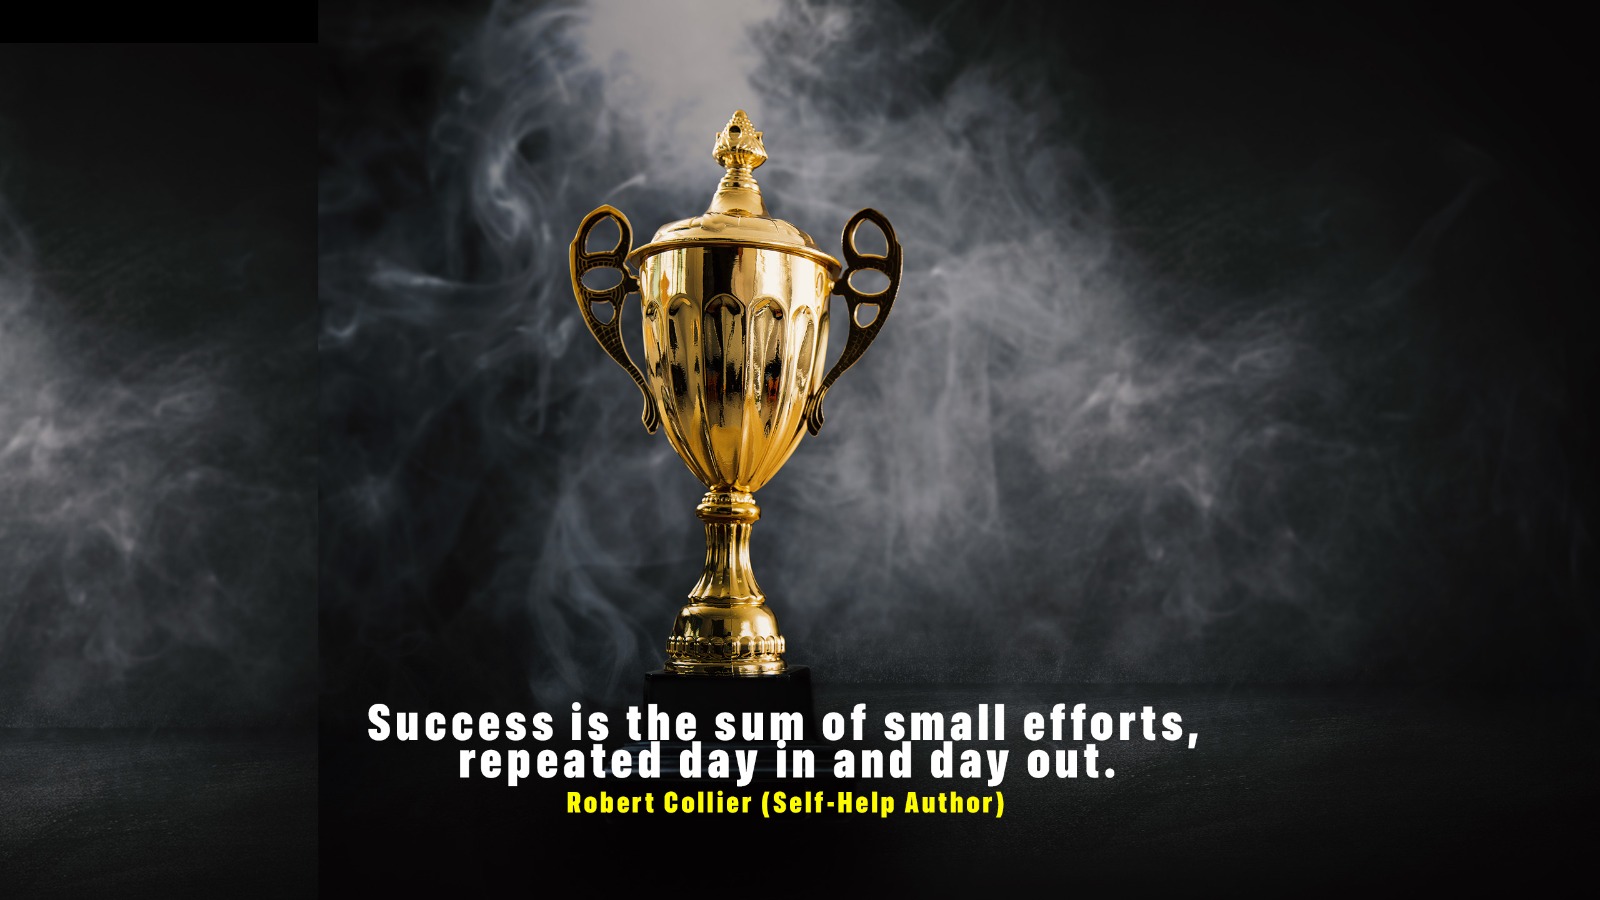 Success is the sum of small efforts,
repeated day in and day out.
Robert Collier (Self-Help Author)